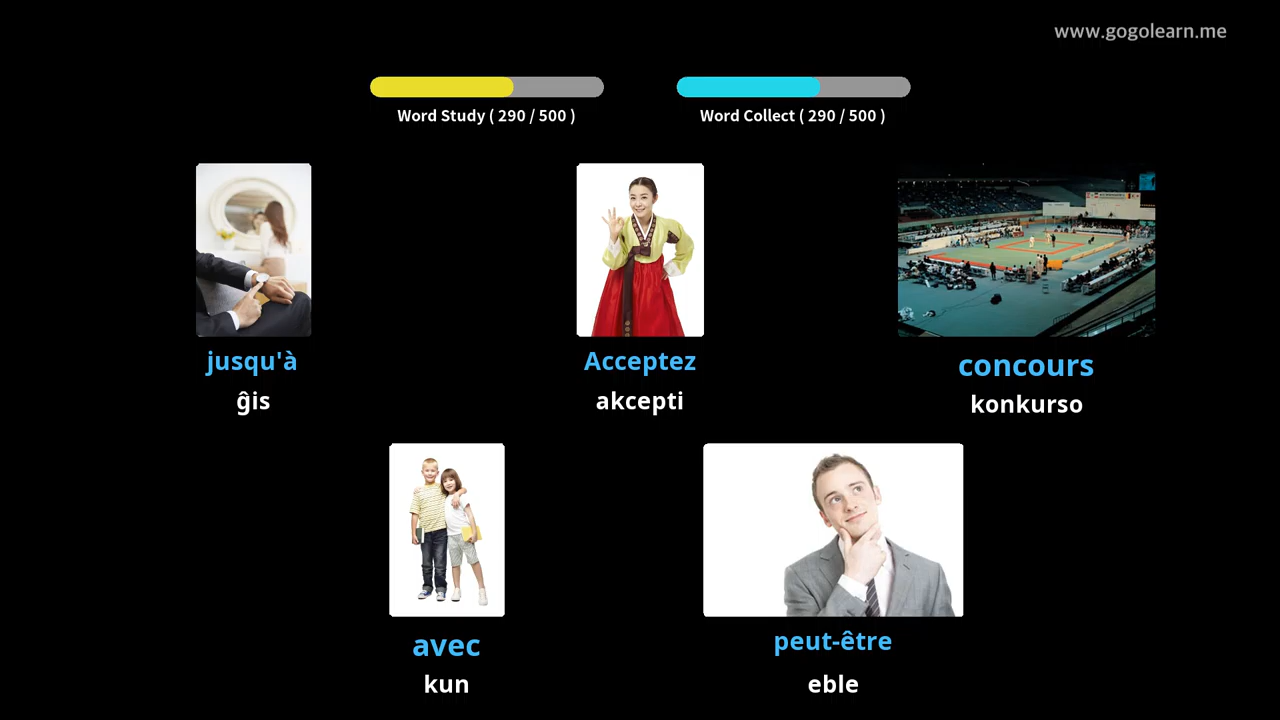 www.gogolearn.me
Word Study ( 290 / 500 )
Word Collect ( 290 / 500 )
jusqu'à
ĝis
Acceptez
akcepti
concours
konkurso
avec
kun
peut-être
eble